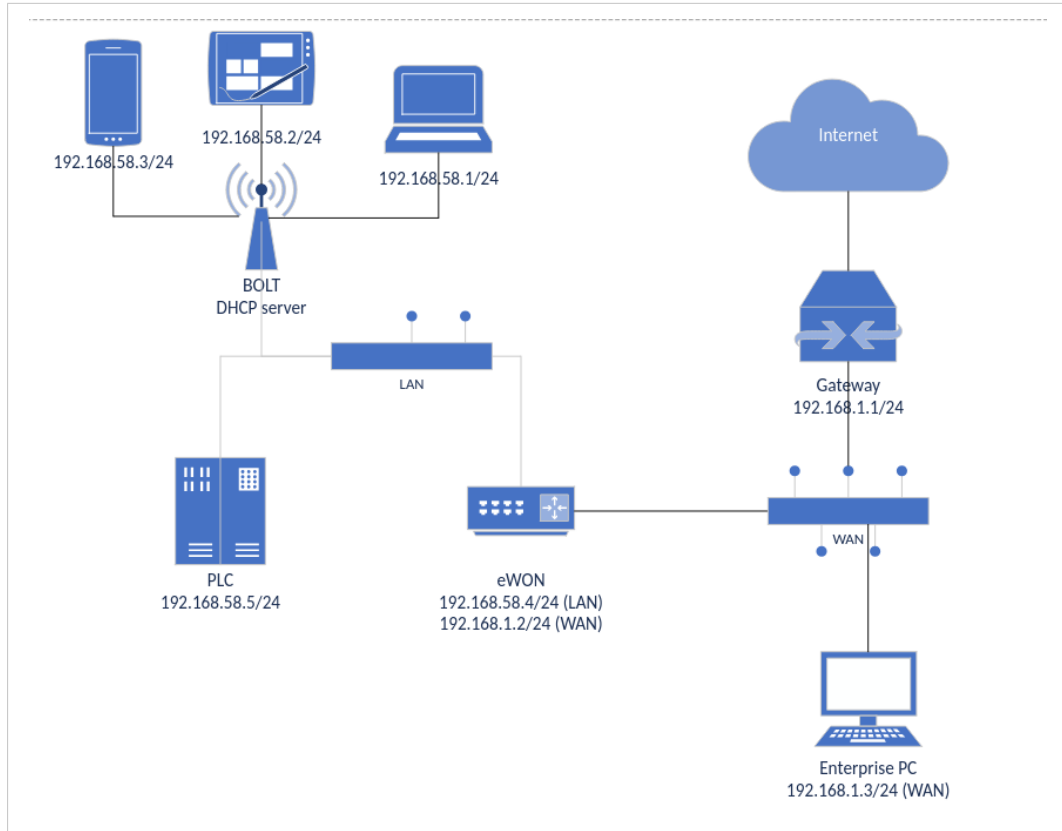 192.168.58.3/24
192.168.58.2/24
192.168.58.1/24
BOLT
DHCP server
LAN
PLC
192.168.58.5/24
eWON
192.168.58.4/24 (LAN)
192.168.1.2/24 (WAN)
Internet
Gateway
192.168.1.1/24
WAN
Enterprise PC
192.168.1.3/24 (WAN)